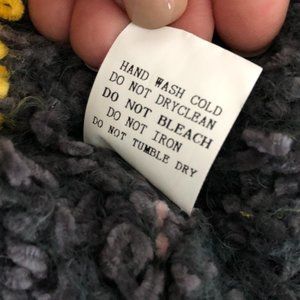 HAND WASH COLD
DO NOT DRYCLEAN
DO NOT BLEACH
DO NOT IRON
DO NOT TUMBLE DRY